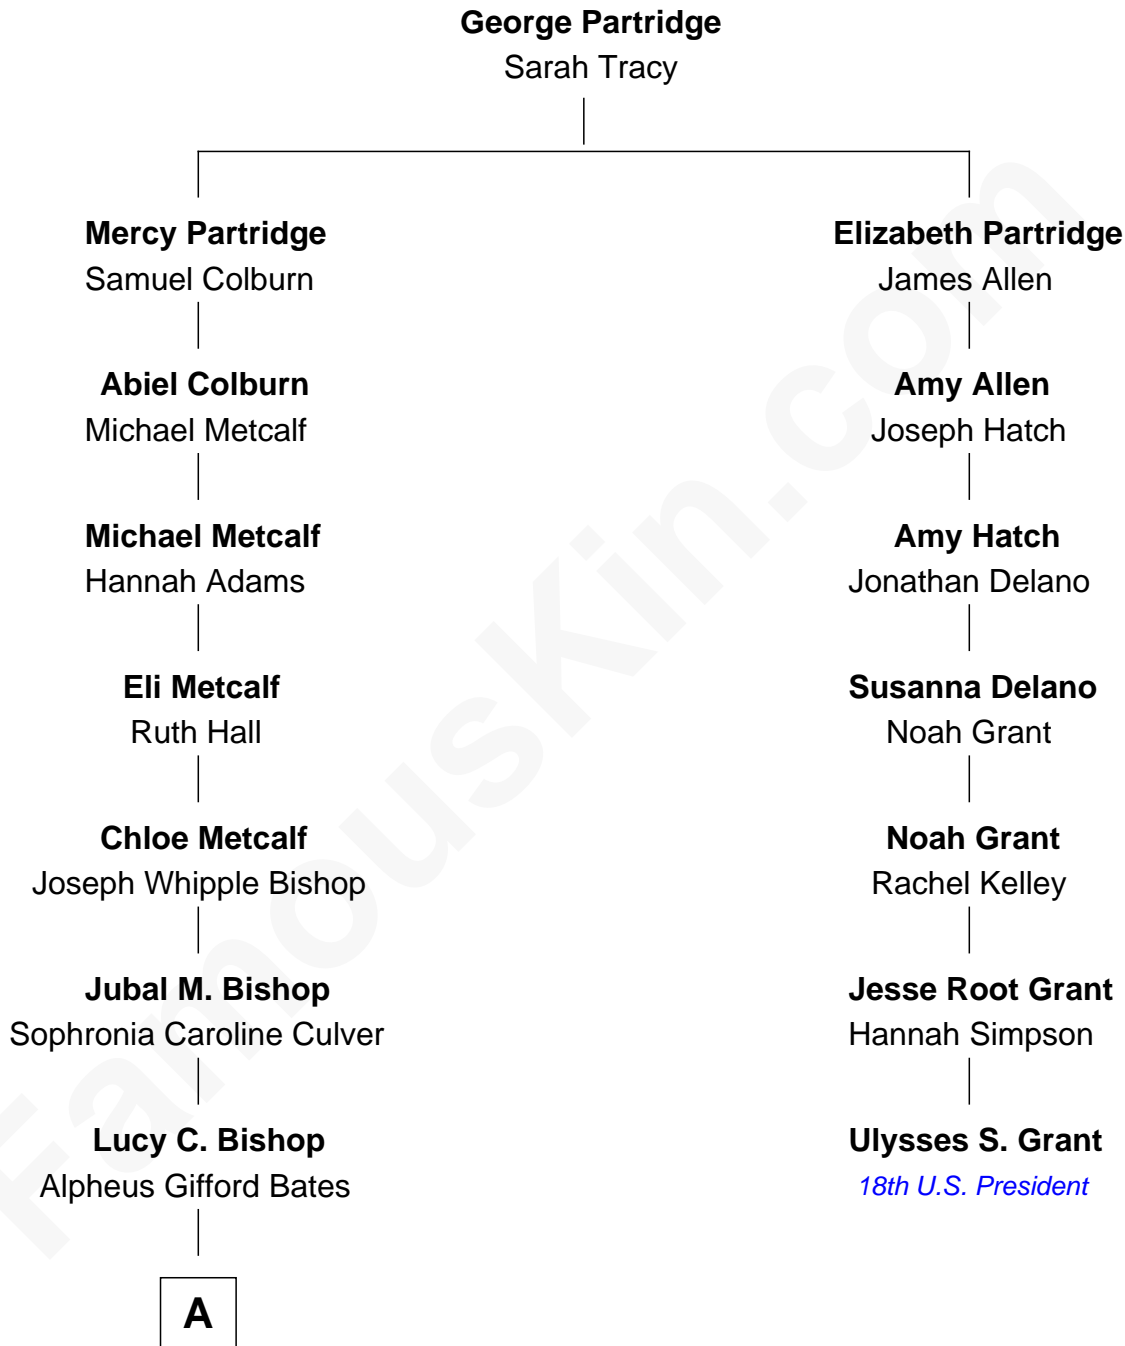 George Partridge
Sarah Tracy
Mercy Partridge
Samuel Colburn
Elizabeth Partridge
James Allen
Abiel Colburn
Michael Metcalf
Amy Allen
Joseph Hatch
Michael Metcalf
Hannah Adams
Amy Hatch
Jonathan Delano
Eli Metcalf
Ruth Hall
Susanna Delano
Noah Grant
Chloe Metcalf
Joseph Whipple Bishop
Noah Grant
Rachel Kelley
Jubal M. Bishop
Sophronia Caroline Culver
Jesse Root Grant
Hannah Simpson
Lucy C. Bishop
Alpheus Gifford Bates
Ulysses S. Grant
18th U.S. President
A
FamousKin.com